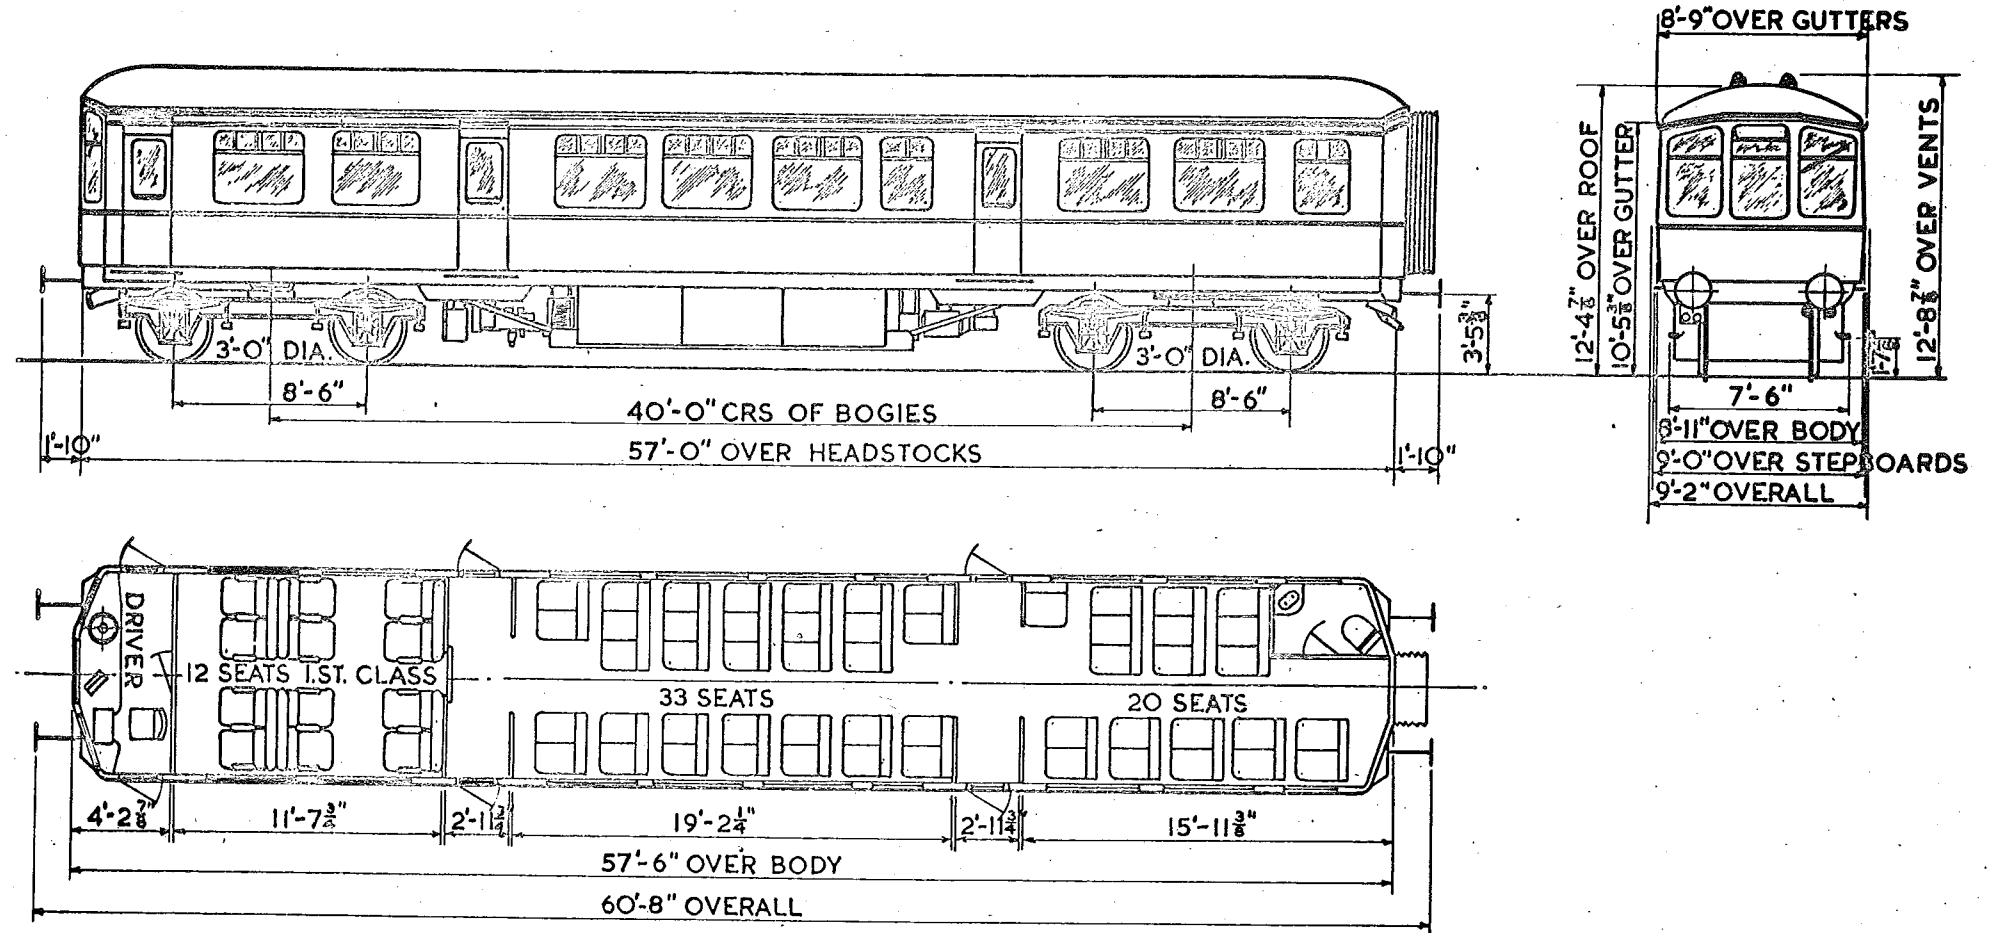 8'-9" OVER GUTTERS
12'-4⅞" OVER ROOF
10'-5⅜" OVER GUTTER
12'-8⅞" OVER VENTS
3'-0" DIA.
3'-0" DIA.
3'-5⅜"
8'-6"
8'-6"
40'-0" CRS OF BOGIES
1'-10"
57'-0" OVER HEADSTOCKS
1'-10"
7'-6"
8'-11" OVER BODY
9'-0" OVER STEPBOARDS
9'-2" OVERALL
DRIVER
12 SEATS 1.ST. CLASS
33 SEATS
20 SEATS
4'-2⅞"
11'-7¾"
2'-11¾"
19'-2¼"
2'-11¾"
15'-11⅜"
57'-6" OVER BODY
60'-8" OVERALL